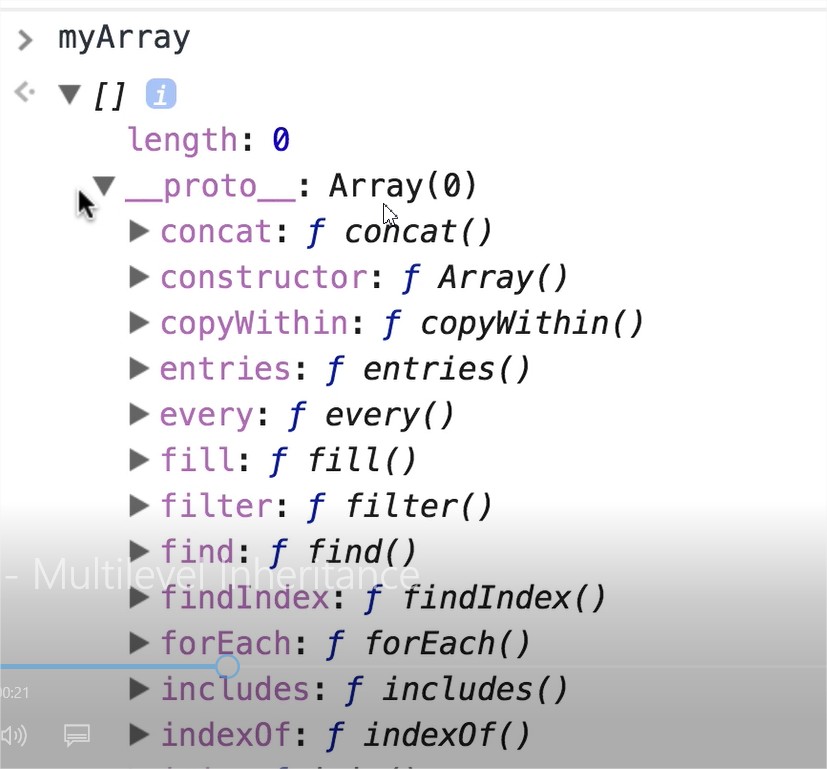 > myArray
[] i
length: 0
__proto__: Array(0)
concat: ƒ concat()
constructor: ƒ Array()
copyWithin: ƒ copyWithin()
entries: ƒ entries()
every: ƒ every()
fill: ƒ fill()
filter: ƒ filter()
find: ƒ find()
- Multilevel Inheritance
findIndex: ƒ findIndex()
forEach: ƒ forEach()
includes: ƒ includes()
00:21
indexOf: ƒ indexOf()